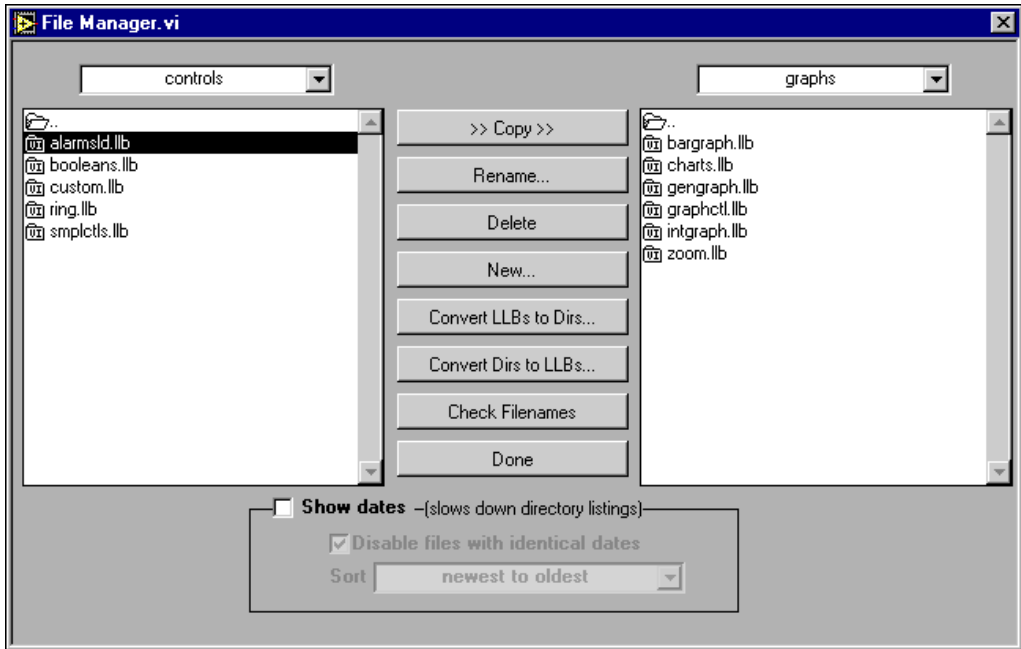 File Manager.vi
controls
graphs
..
alarmsld.llb
booleans.llb
custom.llb
ring.llb
smplctls.llb
>> Copy >>
Rename...
Delete
New...
Convert LLBs to Dirs...
Convert Dirs to LLBs...
Check Filenames
Done
..
bargraph.llb
charts.llb
gengraph.llb
graphctl.llb
intgraph.llb
zoom.llb
Show dates –(slows down directory listings)
Disable files with identical dates
Sort newest to oldest